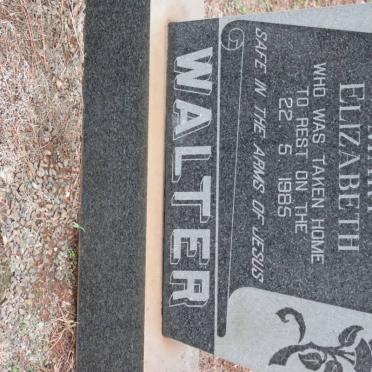 ELIZABETH
WHO WAS TAKEN HOME
TO REST ON THE
22 5 1985
SAFE IN THE ARMS OF JESUS
WALTER